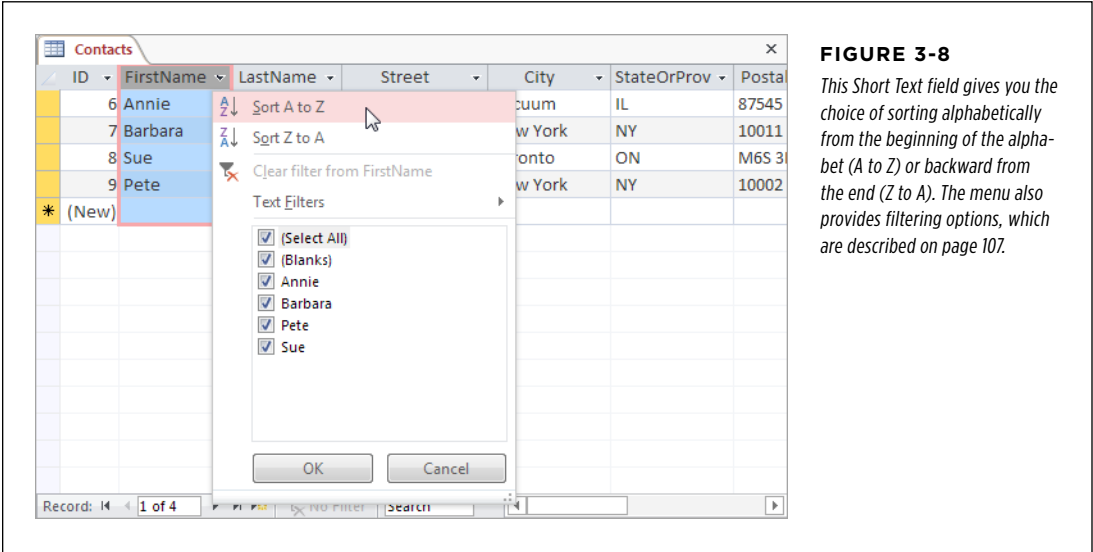 Contacts
ID FirstName LastName Street City StateOrProv Postal
6 Annie cuum IL 87545
7 Barbara w York NY 10011
8 Sue onto ON M6S 3
9 Pete w York NY 10002
(New)
Sort A to Z
Sort Z to A
Clear filter from FirstName
Text Filters
(Select All)
(Blanks)
Annie
Barbara
Pete
Sue
OK Cancel
Record: 1 of 4 No Filter Search
FIGURE 3-8
This Short Text field gives you the
choice of sorting alphabetically
from the beginning of the alpha-
bet (A to Z) or backward from
the end (Z to A). The menu also
provides filtering options, which
are described on page 107.